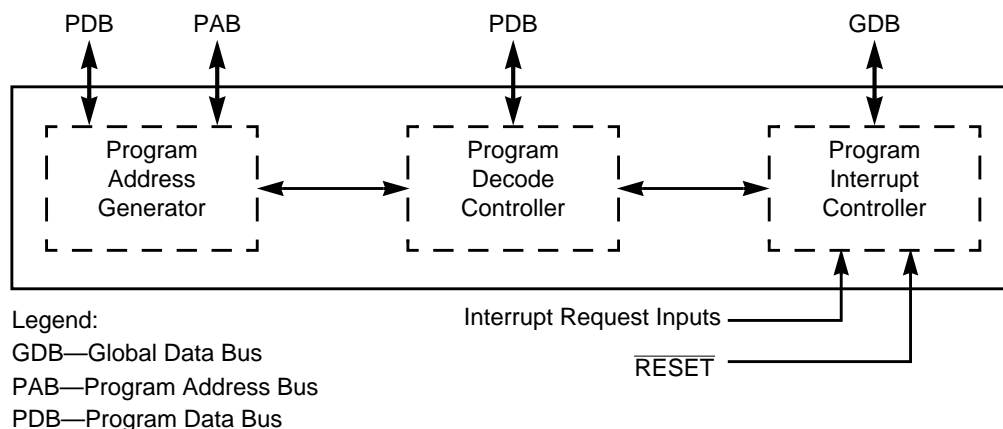 PDB
PAB
PDB
GDB
Program
Address
Generator
Program
Decode
Controller
Program
Interrupt
Controller
Interrupt Request Inputs
RESET
Legend:
GDB—Global Data Bus
PAB—Program Address Bus
PDB—Program Data Bus